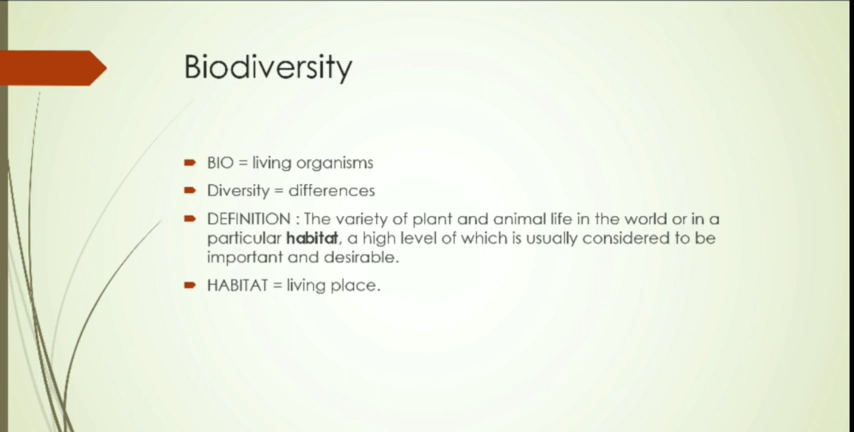 Biodiversity
BIO = living organisms
Diversity = differences
DEFINITION : The variety of plant and animal life in the world or in a
particular habitat, a high level of which is usually considered to be
important and desirable.
HABITAT = living place.